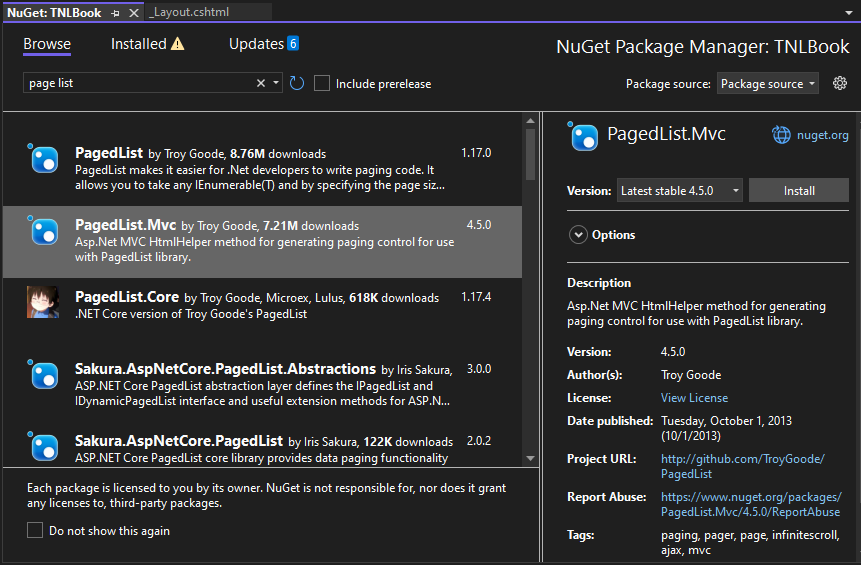 NuGet: TNLBook
_Layout.cshtml
Browse
Installed
Updates 6
NuGet Package Manager: TNLBook
page list
Include prerelease
Package source: Package source
PagedList by Troy Goode, 8.76M downloads
1.17.0
PagedList makes it easier for .Net developers to write paging code. It
allows you to take any IEnumerable(T) and by specifying the page siz...
PagedList.Mvc by Troy Goode, 7.21M downloads
4.5.0
Asp.Net MVC HtmlHelper method for generating paging control for use
with PagedList library.
PagedList.Core by Troy Goode, Microex, Lulus, 618K downloads
1.17.4
.NET Core version of Troy Goode's PagedList
Sakura.AspNetCore.PagedList.Abstractions by Iris Sakura,
3.0.0
ASP.NET Core PagedList abstraction layer defines the IPagedList and
IDynamicPagedList interface and useful extension methods for ASP.N...
Sakura.AspNetCore.PagedList by Iris Sakura, 122K downloads
2.0.2
ASP.NET Core PagedList core library provides data paging functionality
Each package is licensed to you by its owner. NuGet is not responsible for, nor does it grant
any licenses to, third-party packages.
Do not show this again
PagedList.Mvc
nuget.org
Version: Latest stable 4.5.0
Install
Options
Description
Asp.Net MVC HtmlHelper method for generating
paging control for use with PagedList library.
Version: 4.5.0
Author(s): Troy Goode
License: View License
Date published: Tuesday, October 1, 2013
(10/1/2013)
Project URL: http://github.com/TroyGoode/
PagedList
Report Abuse: https://www.nuget.org/packages/
PagedList.Mvc/4.5.0/ReportAbuse
Tags: paging, pager, page, infinitescroll,
ajax, mvc